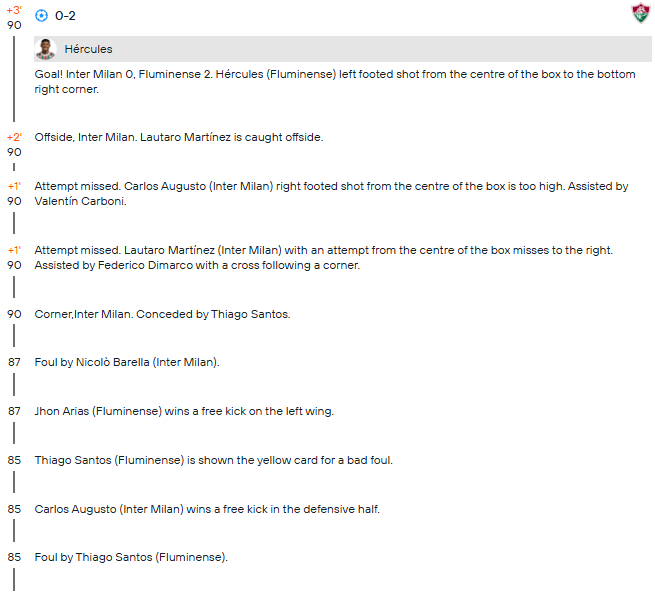 +3'
90
0-2
Hércules
Goal! Inter Milan 0, Fluminense 2. Hércules (Fluminense) left footed shot from the centre of the box to the bottom
right corner.
+2'
90
Offside, Inter Milan. Lautaro Martínez is caught offside.
+1'
90
Attempt missed. Carlos Augusto (Inter Milan) right footed shot from the centre of the box is too high. Assisted by
Valentín Carboni.
+1'
90
Attempt missed. Lautaro Martínez (Inter Milan) with an attempt from the centre of the box misses to the right.
Assisted by Federico Dimarco with a cross following a corner.
90
Corner,Inter Milan. Conceded by Thiago Santos.
87
Foul by Nicolò Barella (Inter Milan).
87
Jhon Arias (Fluminense) wins a free kick on the left wing.
85
Thiago Santos (Fluminense) is shown the yellow card for a bad foul.
85
Carlos Augusto (Inter Milan) wins a free kick in the defensive half.
85
Foul by Thiago Santos (Fluminense).